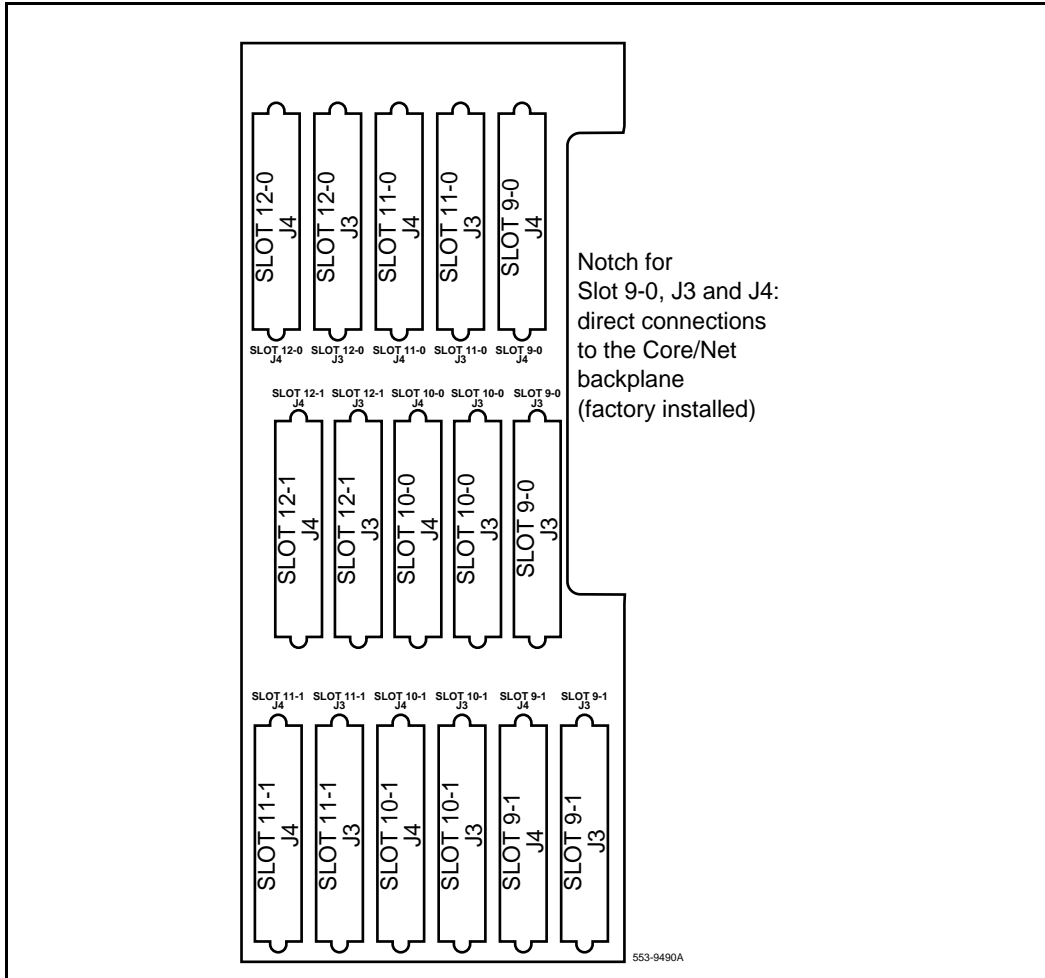 SLOT 12-0
J4
SLOT 12-0
J3
SLOT 11-0
J4
SLOT 11-0
J3
SLOT 9-0
J4
SLOT 12-0
J4
SLOT 12-0
J3
SLOT 11-0
J4
SLOT 11-0
J3
SLOT 9-0
J4
Notch for
Slot 9-0, J3 and J4:
direct connections
to the Core/Net
backplane
(factory installed)
SLOT 12-1
J4
SLOT 12-1
J3
SLOT 10-0
J4
SLOT 10-0
J3
SLOT 9-0
J3
SLOT 12-1
J4
SLOT 12-1
J3
SLOT 10-0
J4
SLOT 10-0
J3
SLOT 9-0
J3
SLOT 11-1
J4
SLOT 11-1
J3
SLOT 10-1
J4
SLOT 10-1
J3
SLOT 9-1
J4
SLOT 9-1
J3
SLOT 11-1
J4
SLOT 11-1
J3
SLOT 10-1
J4
SLOT 10-1
J3
SLOT 9-1
J4
SLOT 9-1
J3
553-9490A